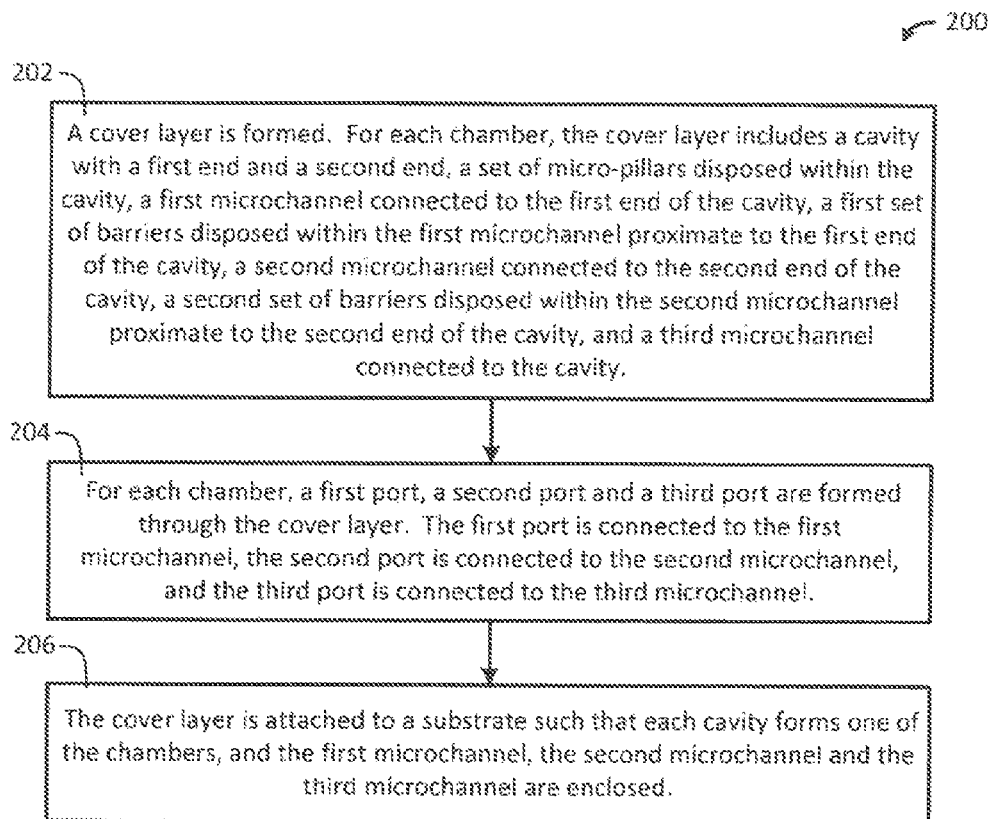 200
202
A cover layer is formed. For each chamber, the cover layer includes a cavity
with a first end and a second end, a set of micro-pillars disposed within the
cavity, a first microchannel connected to the first end of the cavity, a first set
of barriers disposed within the first microchannel proximate to the first end
of the cavity, a second microchannel connected to the second end of the
cavity, a second set of barriers disposed within the second microchannel
proximate to the second end of the cavity, and a third microchannel
connected to the cavity.
204
For each chamber, a first port, a second port and a third port are formed
through the cover layer. The first port is connected to the first
microchannel, the second port is connected to the second microchannel,
and the third port is connected to the third microchannel.
206
The cover layer is attached to a substrate such that each cavity forms one of
the chambers, and the first microchannel, the second microchannel and the
third microchannel are enclosed.